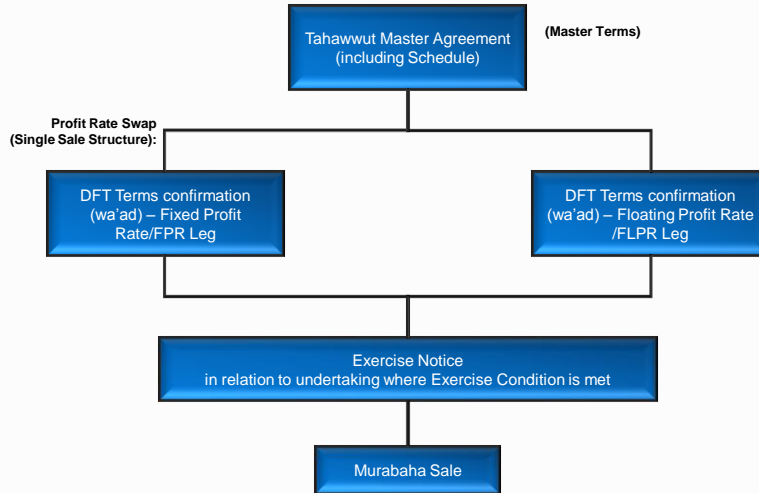 Tahawwut Master Agreement
(including Schedule)
(Master Terms)
Profit Rate Swap
(Single Sale Structure):
DFT Terms confirmation
(wa'ad) – Fixed Profit
Rate/FPR Leg
DFT Terms confirmation
(wa'ad) – Floating Profit Rate
/FLPR Leg
Exercise Notice
in relation to undertaking where Exercise Condition is met
Murabaha Sale